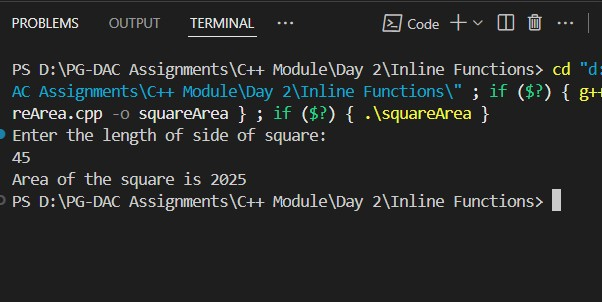 PROBLEMS OUTPUT TERMINAL ··· Code
PS D:\PG-DAC Assignments\C++ Module\Day 2\Inline Functions> cd "d:
AC Assignments\C++ Module\Day 2\Inline Functions\" ; if ($?) { g++
reArea.cpp -o squareArea } ; if ($?) { .\squareArea }
Enter the length of side of square:
45
Area of the square is 2025
PS D:\PG-DAC Assignments\C++ Module\Day 2\Inline Functions>